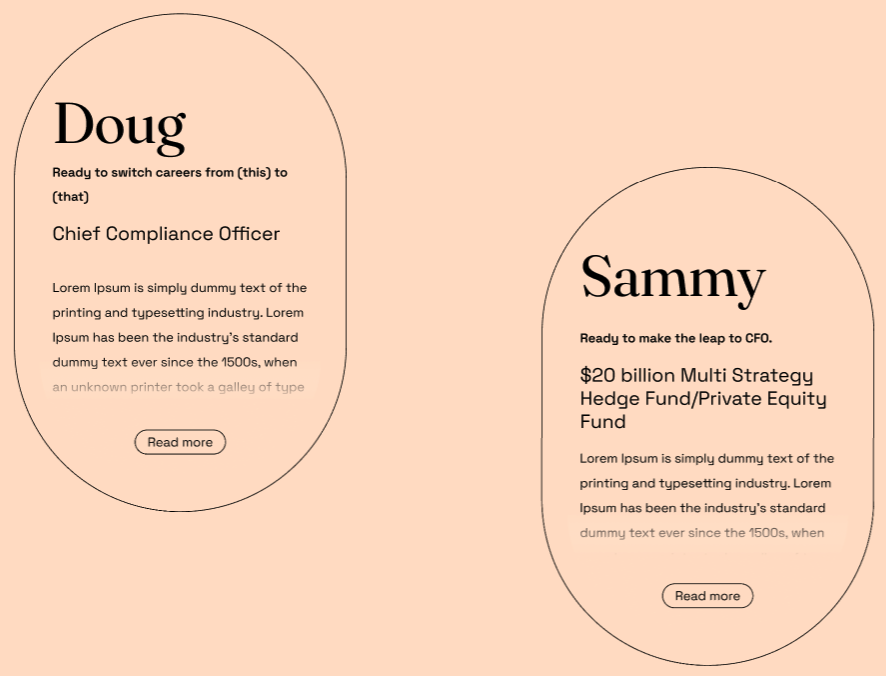 Doug
Ready to switch careers from (this) to
(that)
Chief Compliance Officer
Lorem Ipsum is simply dummy text of the
printing and typesetting industry. Lorem
Ipsum has been the industry's standard
dummy text ever since the 1500s, when
an unknown printer took a galley of type
Read more
Sammy
Ready to make the leap to CFO.
$20 billion Multi Strategy
Hedge Fund/Private Equity
Fund
Lorem Ipsum is simply dummy text of the
printing and typesetting industry. Lorem
Ipsum has been the industry's standard
dummy text ever since the 1500s, when
Read more